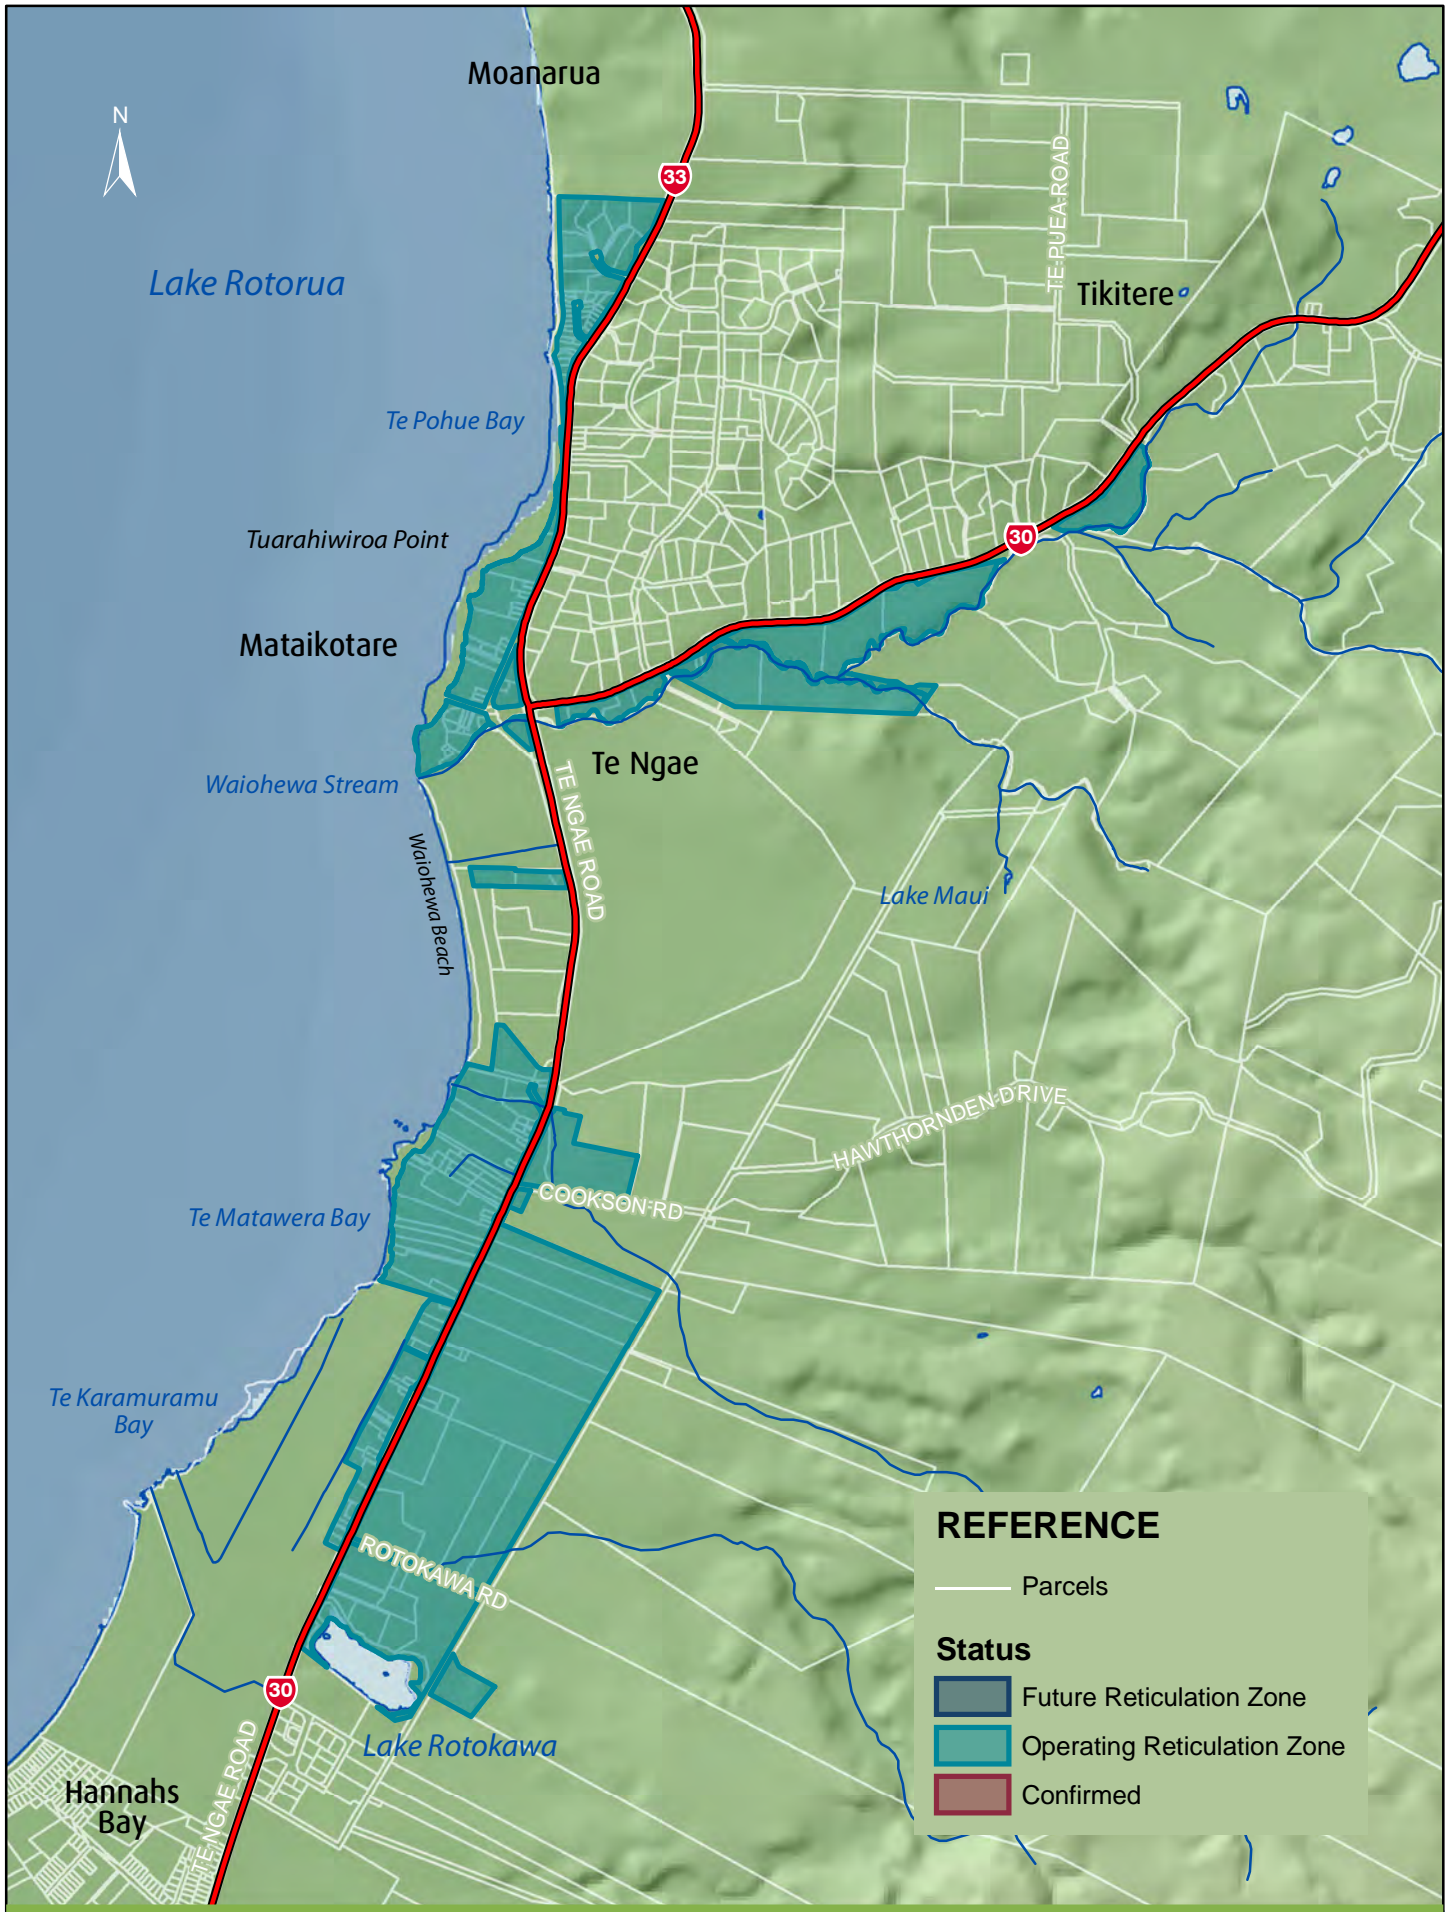 Moanarua
N
33
TE PUEA ROAD
Lake Rotorua
Tikitere
Te Pohue Bay
Tuarahiwiroa Point
30
Mataikotare
Te Ngae
Waiohewa Stream
TE NGAE ROAD
Waiohewa Beach
Lake Maui
HAWTHORNDEN DRIVE
COOKSON RD
Te Matawera Bay
Te Karamuramu
Bay
ROTOKAWA RD
30
Lake Rotokawa
TE NGAE ROAD
Hannahs
Bay
REFERENCE
Parcels
Status
Future Reticulation Zone
Operating Reticulation Zone
Confirmed